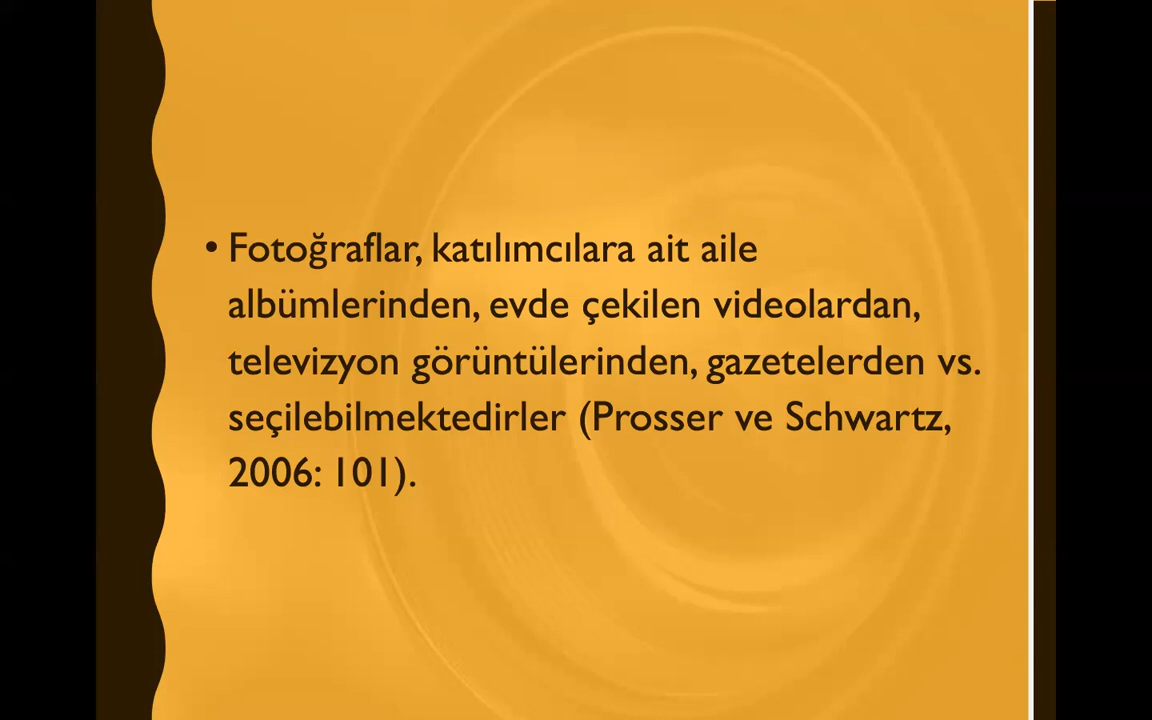 • Fotoğraflar, katılımcılara ait aile
albümlerinden, evde çekilen videolardan,
televizyon görüntülerinden, gazetelerden vs.
seçilebilmektedirler (Prosser ve Schwartz,
2006: 101).